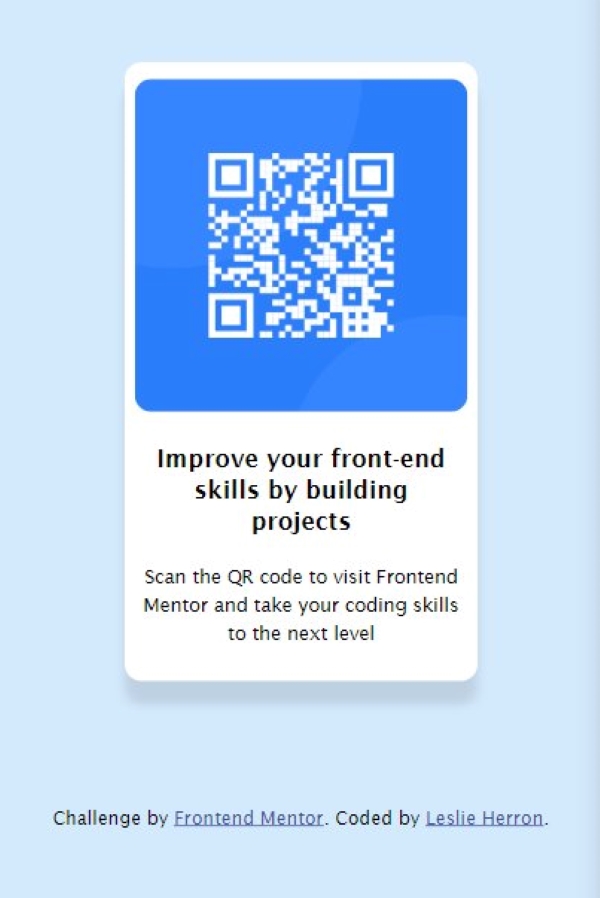 Improve your front-end
skills by building
projects
Scan the QR code to visit Frontend
Mentor and take your coding skills
to the next level
Challenge by Frontend Mentor. Coded by Leslie Herron.